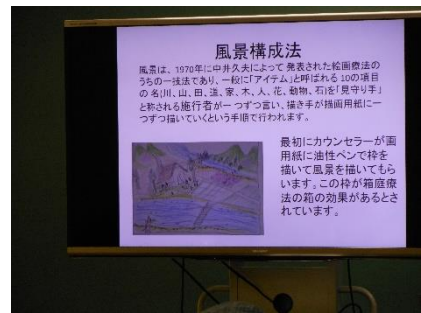 風景構成法
風景は、1970年に中井久夫によって 発表された絵画療法の
うちの一技法であり、一般に「アイテム」と呼ばれる 10の項目
の 名(川、山、田、道、家、木、人、花、動物、石)を「見守り手」
と称される施行者が一 つずつ言い、描き手が描画用紙に一
つずつ描いていくという手順で行われます。
最初にカウンセラーが画
用紙に油性ペンで枠を
描いて風景を描いてもら
います。この枠が箱庭療
法の箱の効果があるとさ
れています。